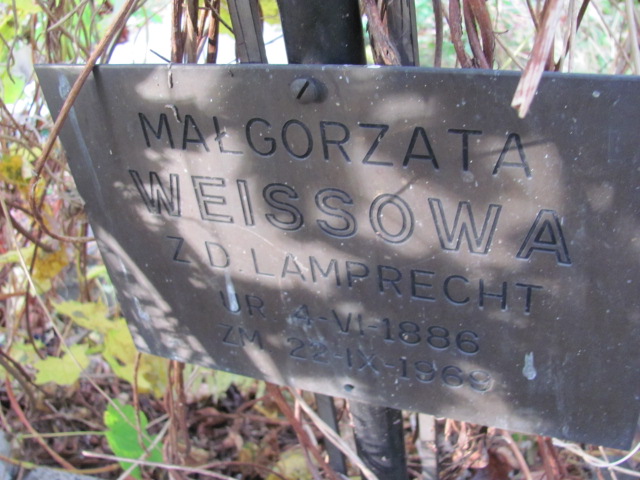 MAŁGORZATA
WEISSOWA
Z D. LAMPRECHT
UR 4-VI-1886
ZM 22-IX-1969